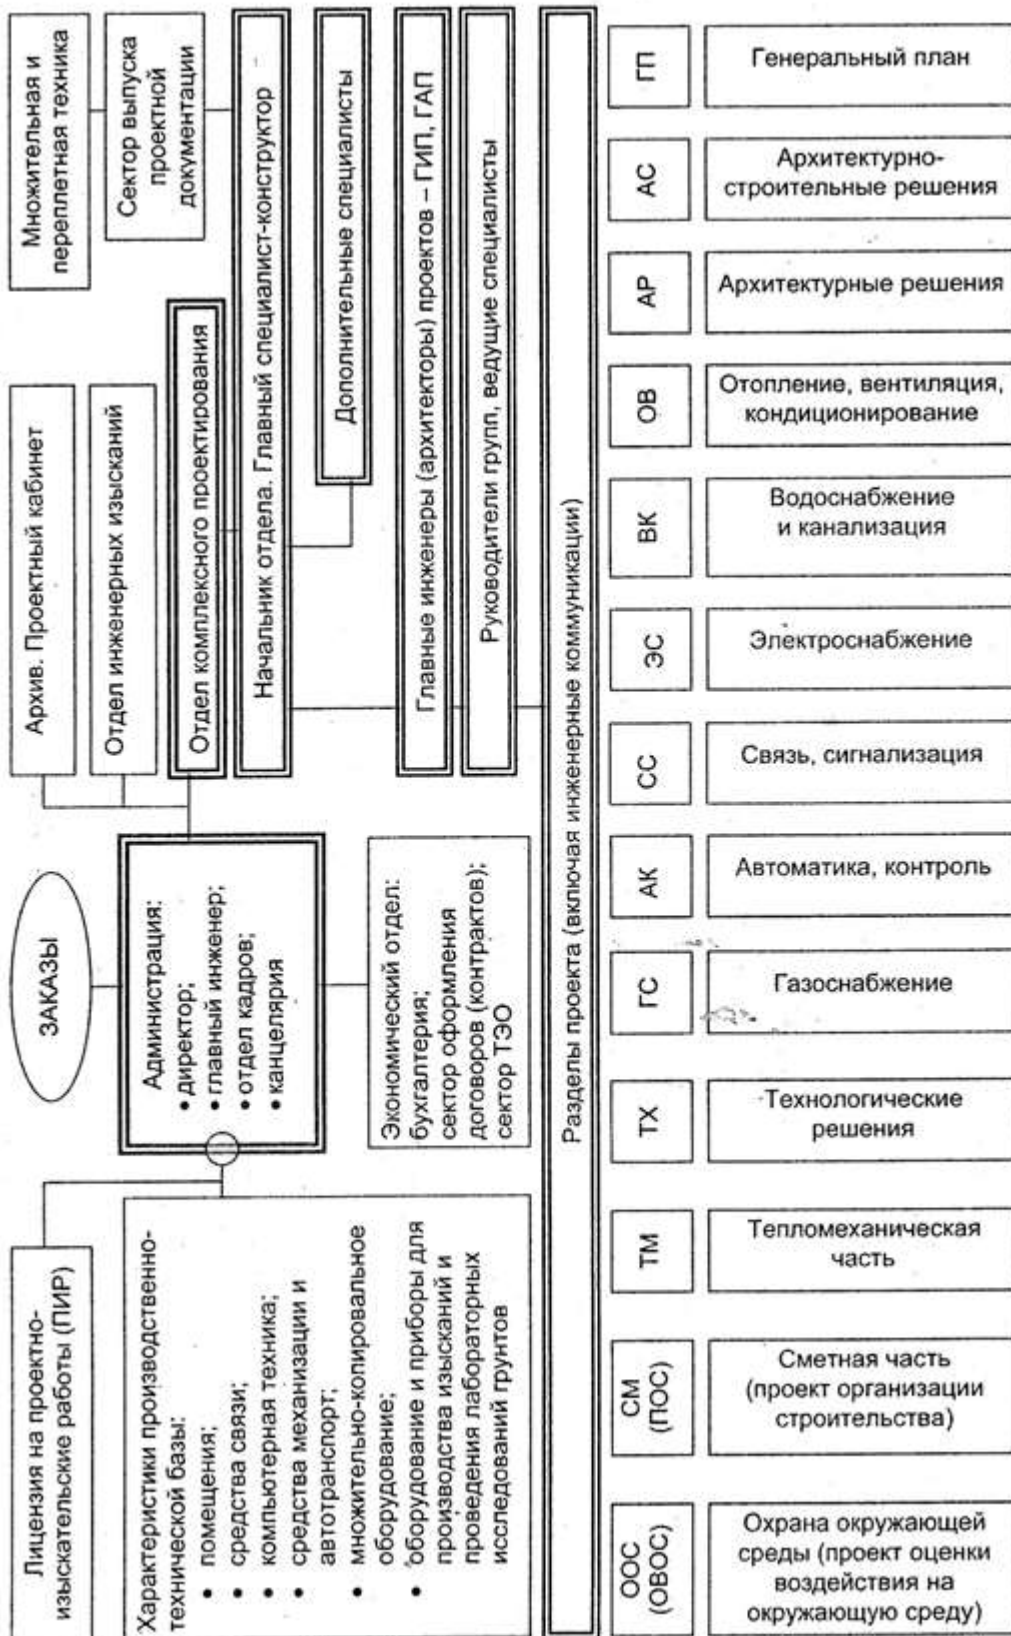 Лицензия на проектно-
изыскательские работы (ПИР)
Характеристики производственно-
технической базы:
• помещения;
• средства связи;
• компьютерная техника;
• средства механизации и
автотранспорт;
• множительно-копировальное
оборудование;
• оборудование и приборы для
производства изысканий и
проведения лабораторных
исследований грунтов
ЗАКАЗЫ
Администрация:
• директор;
• главный инженер;
• отдел кадров;
• канцелярия
Экономический отдел:
бухгалтерия;
сектор оформления
договоров (контрактов);
сектор ТЭО
Архив. Проектный кабинет
Отдел инженерных изысканий
Отдел комплексного проектирования
Множительная и
переплетная техника
Сектор выпуска
проектной
документации
Начальник отдела. Главный специалист-конструктор
Дополнительные специалисты
Главные инженеры (архитекторы) проектов – ГИП, ГАП
Руководители групп, ведущие специалисты
Разделы проекта (включая инженерные коммуникации)
ГП
Генеральный план
АС
Архитектурно-
строительные решения
АР
Архитектурные решения
ОВ
Отопление, вентиляция,
кондиционирование
ВК
Водоснабжение
и канализация
ЭС
Электроснабжение
СС
Связь, сигнализация
АК
Автоматика, контроль
ГС
Газоснабжение
ТХ
Технологические
решения
ТМ
Тепломеханическая
часть
СМ
(ПОС)
Сметная часть
(проект организации
строительства)
ООС
(ОВОС)
Охрана окружающей
среды (проект оценки
воздействия на
окружающую среду)